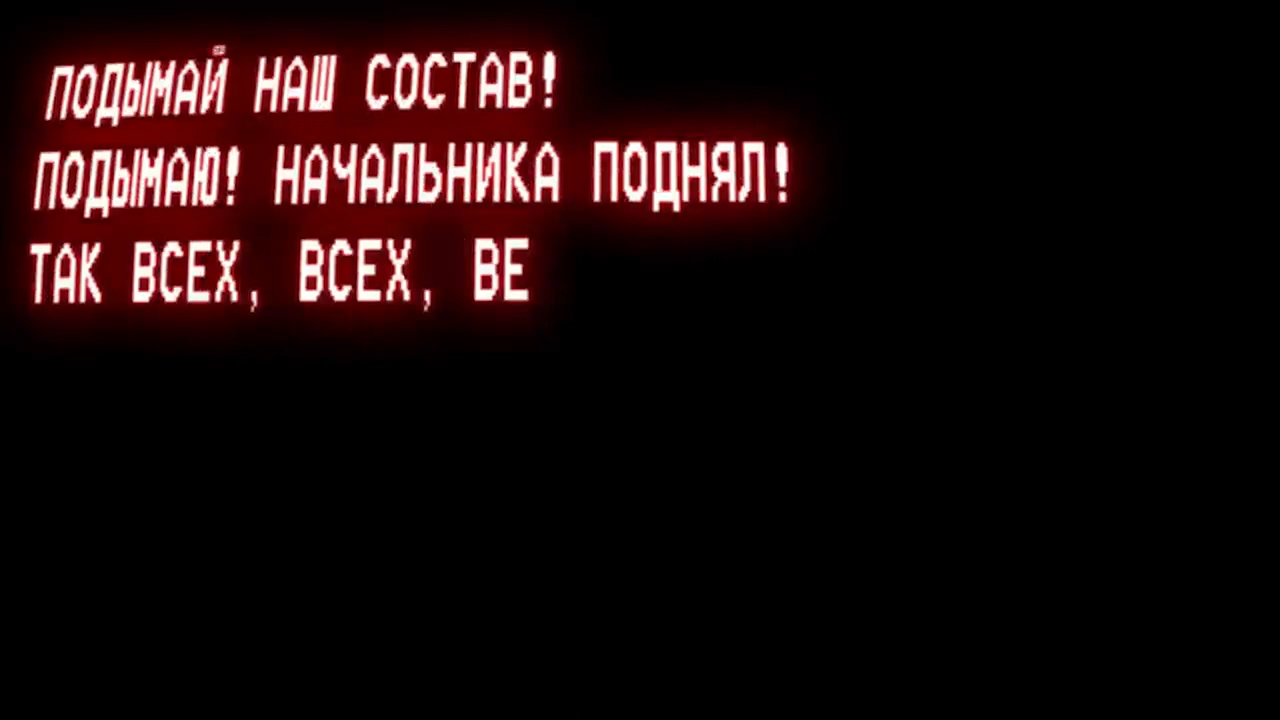 ПОДЫМАЙ НАШ СОСТАВ!
ПОДЫМАЮ! НАЧАЛЬНИКА ПОДНЯЛ!
ТАК ВСЕХ, ВСЕХ, ВЕ